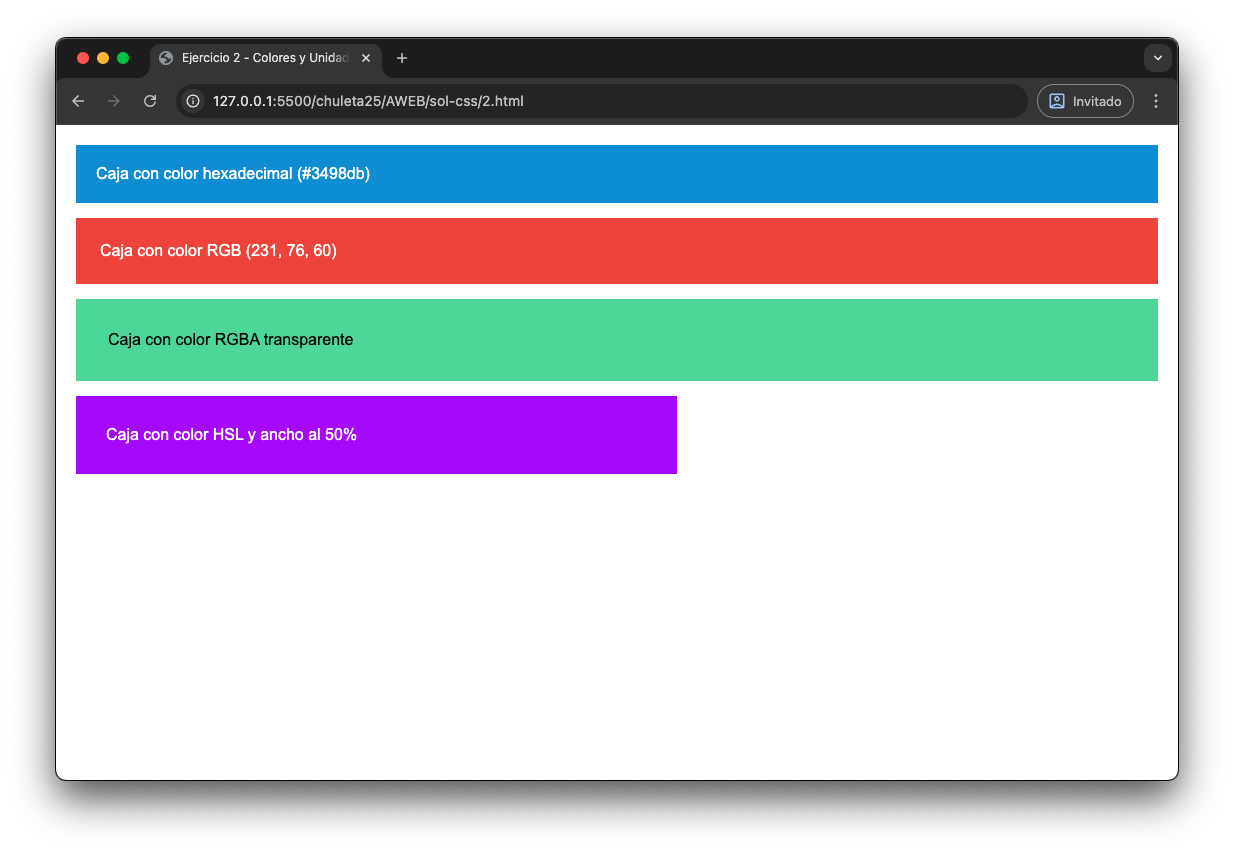 Ejercicio 2 - Colores y Unidad
127.0.0.1:5500/chuleta25/AWEB/sol-css/2.html
Invitado
Caja con color hexadecimal (#3498db)
Caja con color RGB (231, 76, 60)
Caja con color RGBA transparente
Caja con color HSL y ancho al 50%